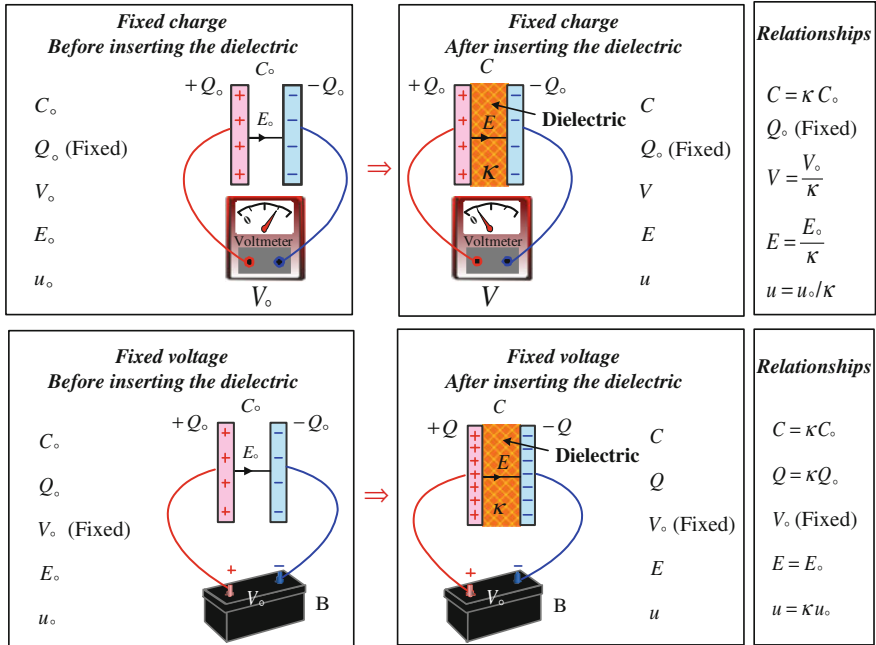 Fixed charge
Before inserting the dielectric
C∘
+Q∘ −Q∘
C∘
E∘
Q∘ (Fixed)
V∘
E∘
u∘
+ + + +
− − − −
0
Voltmeter
V∘
⇒
Fixed charge
After inserting the dielectric
C
+Q∘ −Q∘
Dielectric
E
κ
+ + + +
− − − −
0
Voltmeter
V
C
Q∘ (Fixed)
V
E
u
Relationships
C = κ C∘
Q∘ (Fixed)
V = V∘/κ
E = E∘/κ
u = u∘/κ
Fixed voltage
Before inserting the dielectric
C∘
+Q∘ −Q∘
C∘
E∘
Q∘
V∘ (Fixed)
E∘
u∘
+ + + +
− − − −
+ −
V∘
B
⇒
Fixed voltage
After inserting the dielectric
C
+Q −Q
Dielectric
E
κ
+ + + + + + +
− − − − − − −
+ −
V∘
B
C
Q
V∘ (Fixed)
E
u
Relationships
C = κC∘
Q = κQ∘
V∘ (Fixed)
E = E∘
u = κu∘